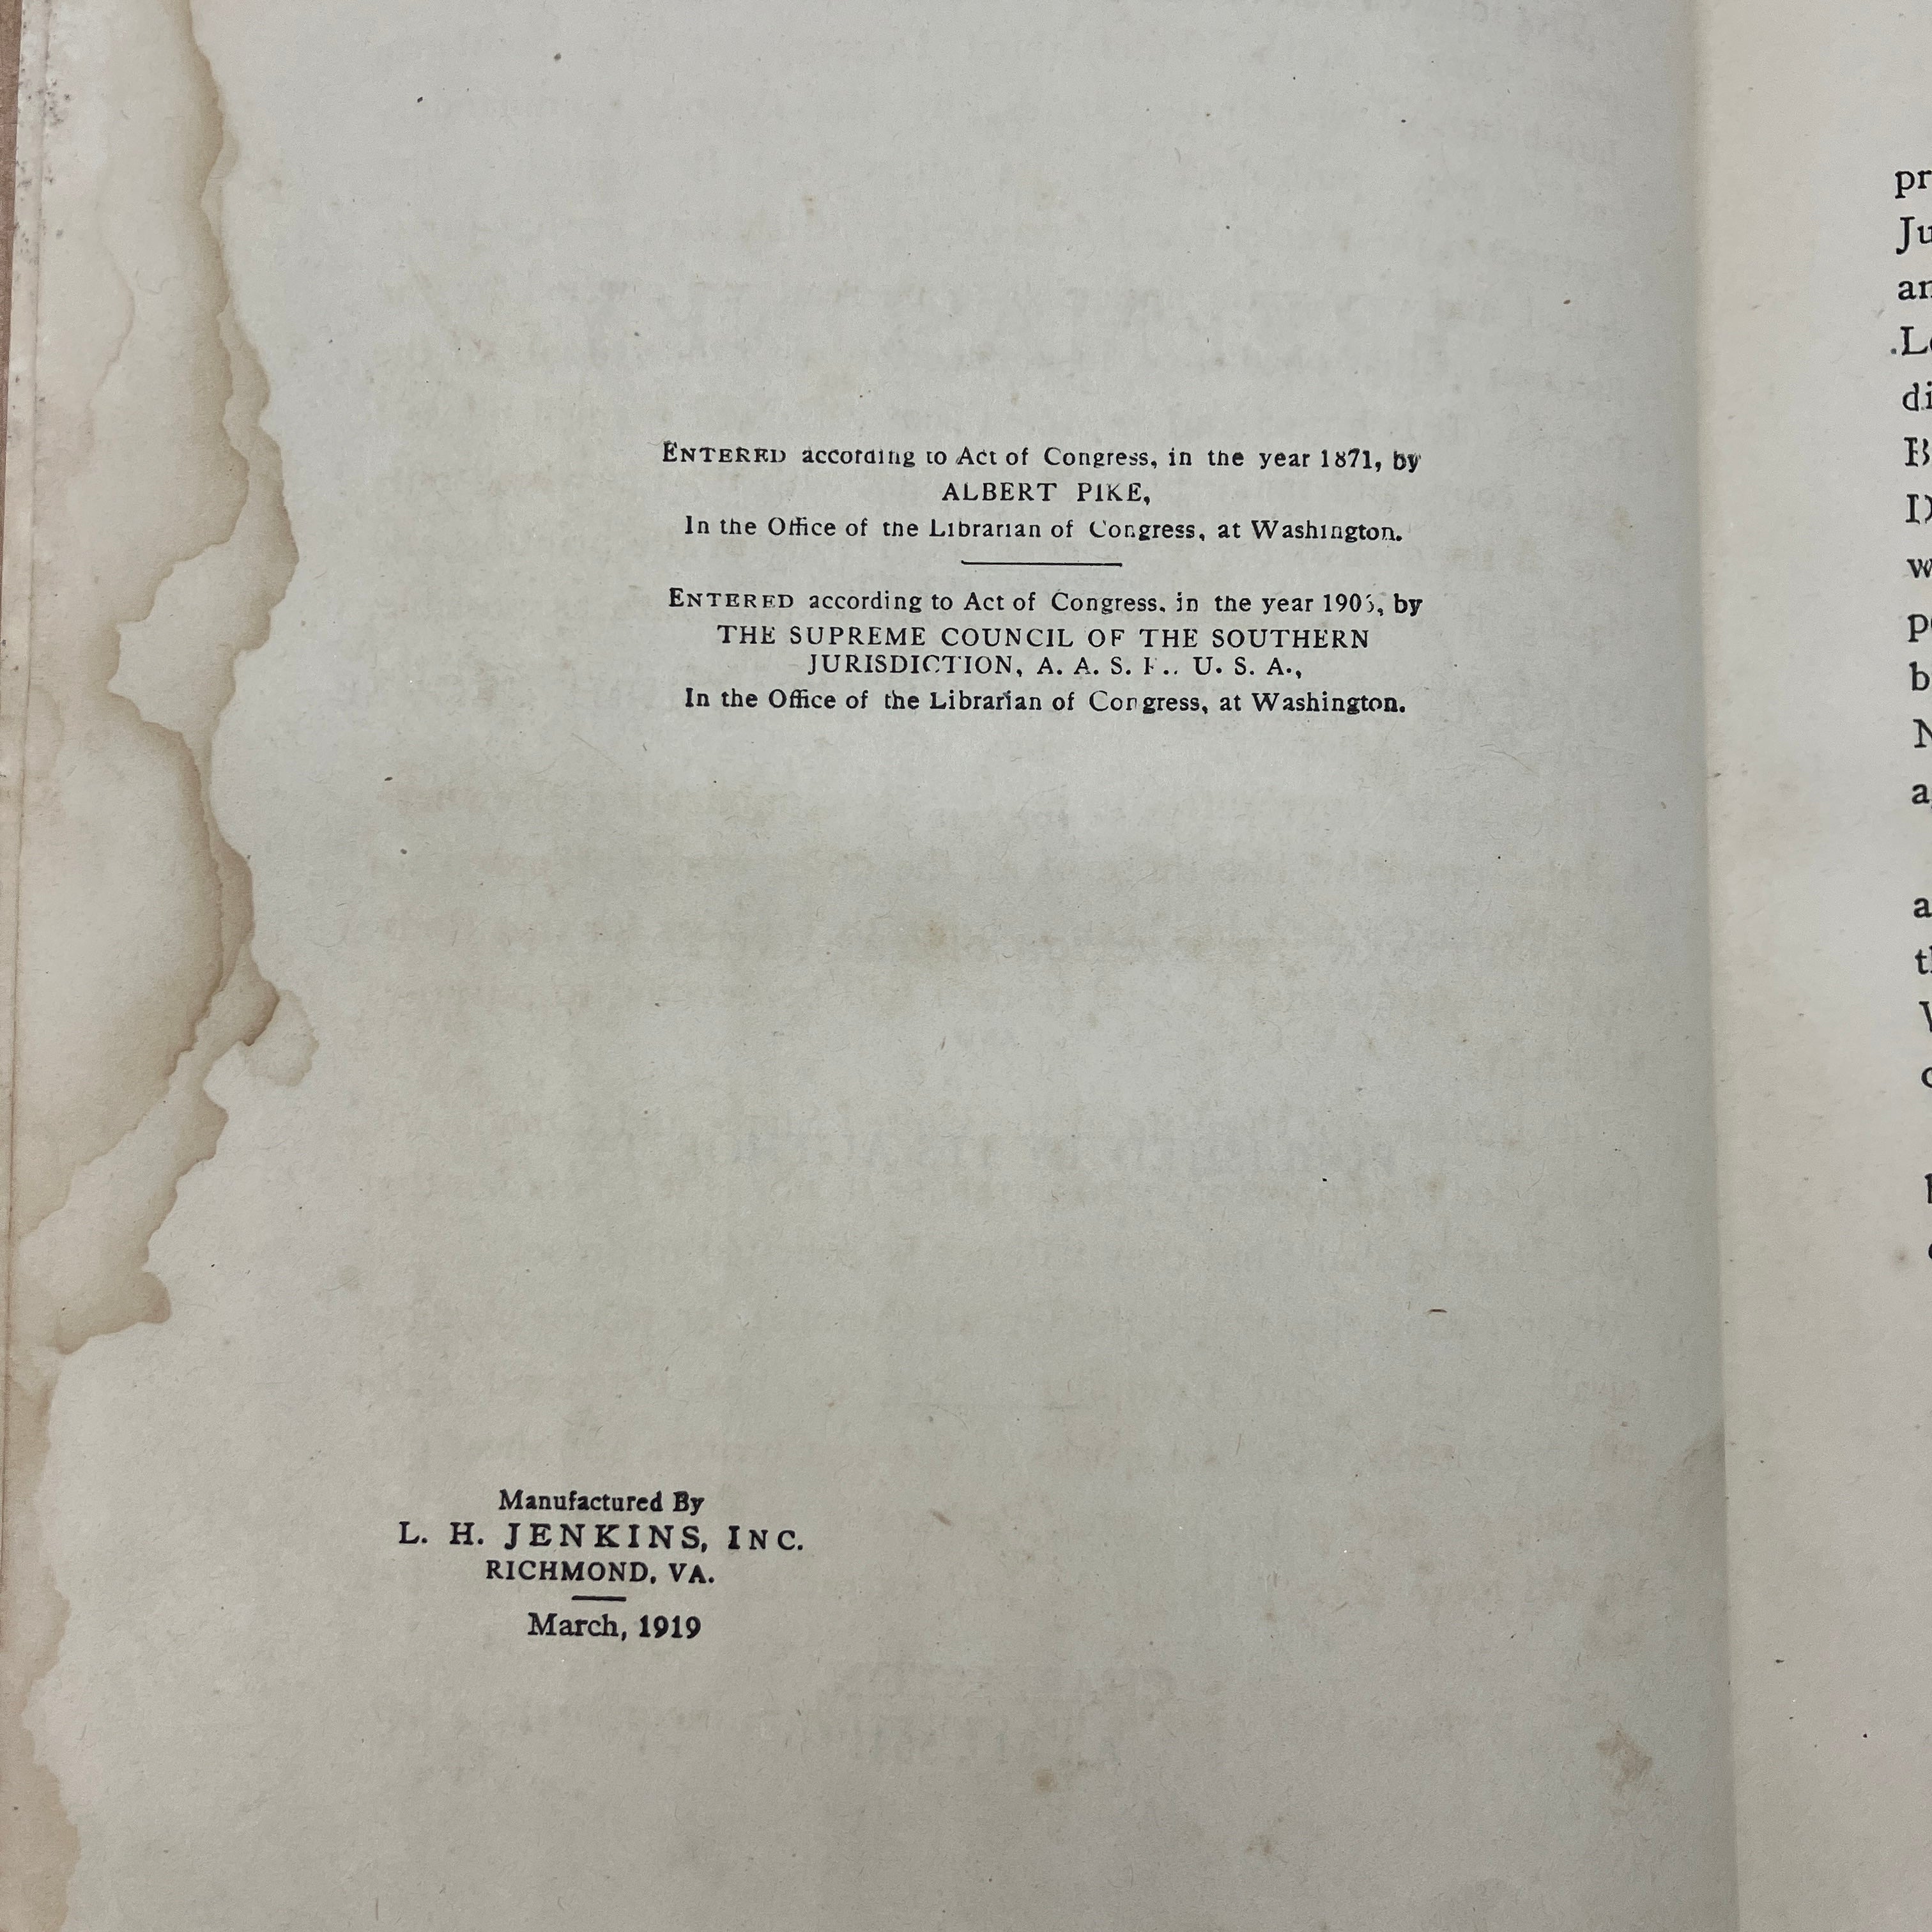 ENTERED according to Act of Congress, in the year 1871, by
ALBERT PIKE,
In the Office of the Librarian of Congress, at Washington.
ENTERED according to Act of Congress, in the year by
THE SUPREME COUNCIL OF THE SOUTHERN
JURISDICTION, A. A. S. U. S. A.,
In the Office of the Librarian of Congress, at Washington.
Manufactured By
L. H. JENKINS, INC.
RICHMOND, VA.
March, 1919